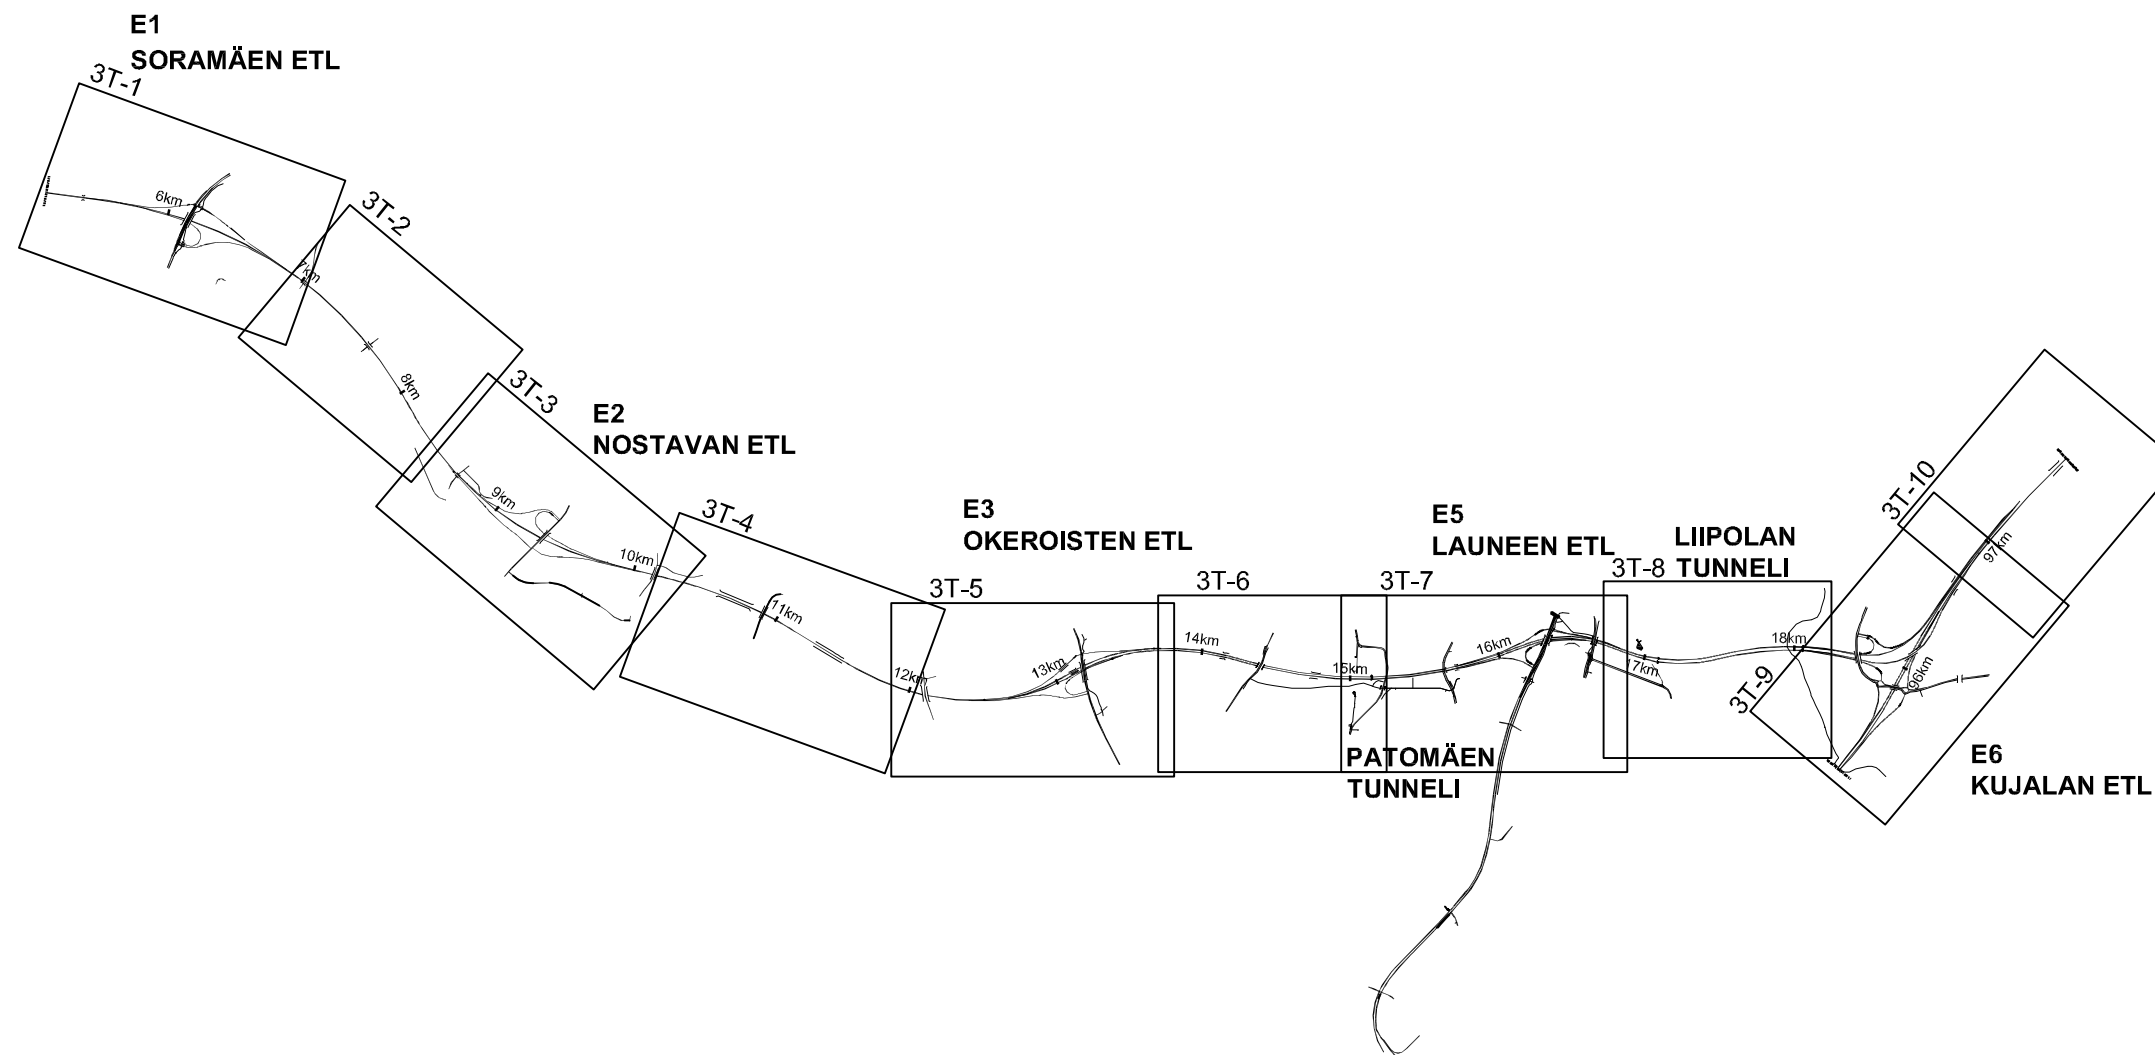 E1
SORAMÄEN ETL
3T-1
6km
3T-2
7km
8km
3T-3
E2
NOSTAVAN ETL
9km
10km
3T-4
11km
12km
E3
OKEROISTEN ETL
3T-5
13km
3T-6
14km
15km
3T-7
E5
LAUNEEN ETL
16km
PATOMÄEN
TUNNELI
3T-8
LIIPOLAN
TUNNELI
17km
18km
3T-9
96km
3T-10
97km
E6
KUJALAN ETL